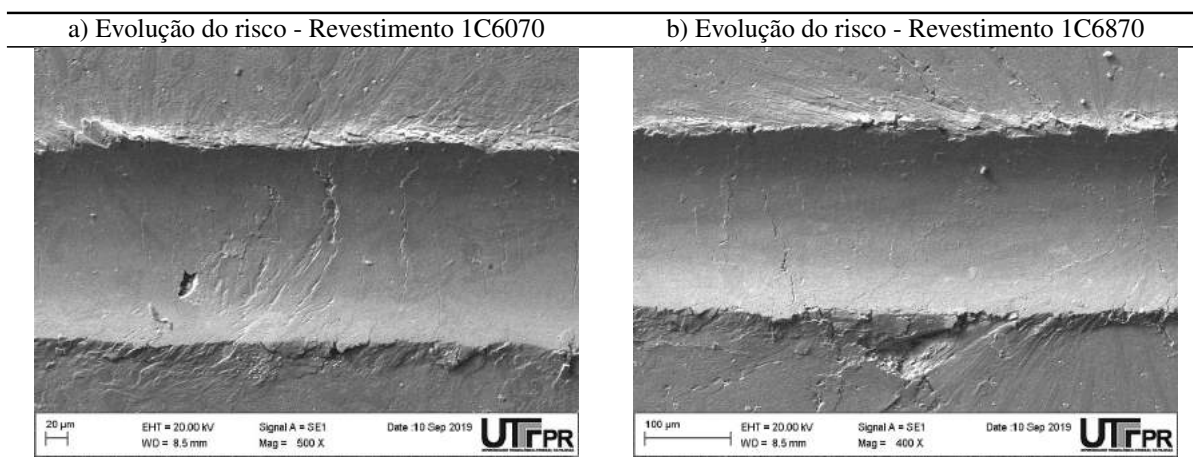 a) Evolução do risco - Revestimento 1C6070
b) Evolução do risco - Revestimento 1C6870
20 µm
EHT = 20.00 kV
Signal A = SE1
Date :10 Sep 2019
WD = 8.5 mm
Mag = 500 X
UTFPR
100 µm
EHT = 20.00 kV
Signal A = SE1
Date :10 Sep 2019
WD = 8.5 mm
Mag = 400 X
UTFPR